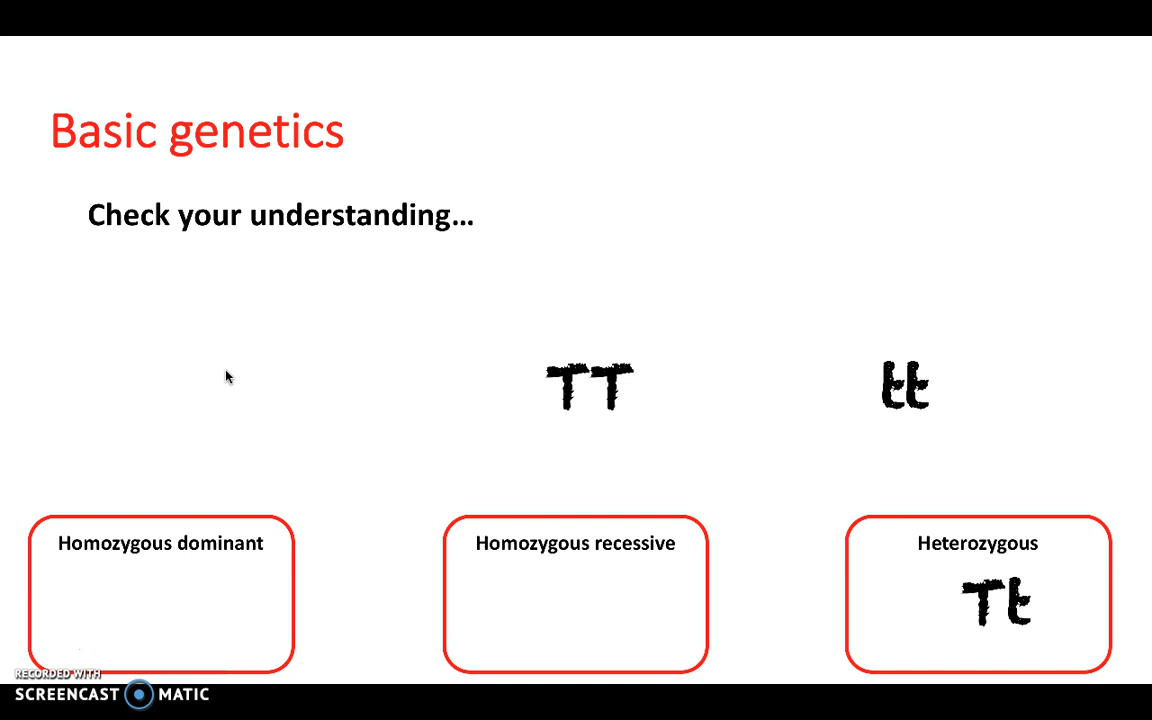 Basic genetics
Check your understanding...
TT
tt
Homozygous dominant
Homozygous recessive
Heterozygous
Tt
RECORDED WITH
SCREENCAST MATIC